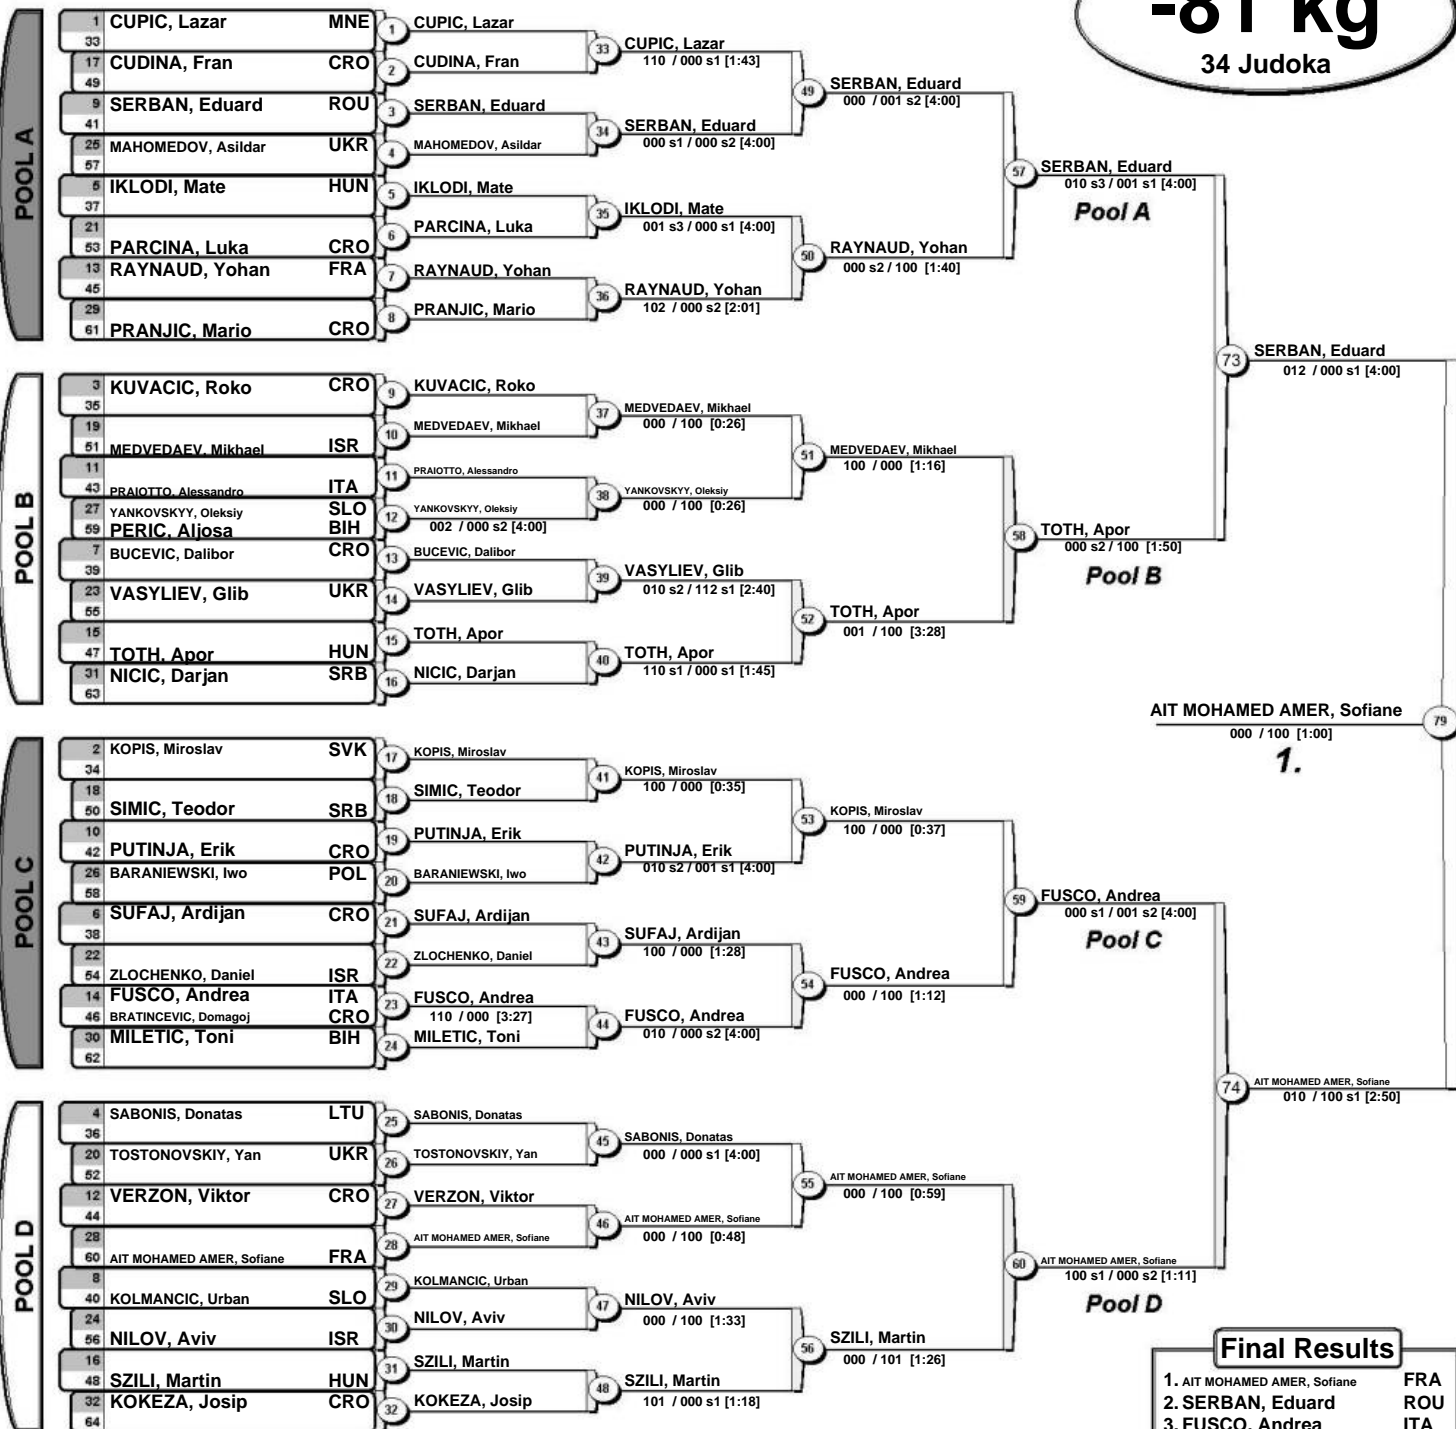 -81 kg
34 Judoka
POOL A
1 CUPIC, Lazar MNE
33
17 CUDINA, Fran CRO
49
9 SERBAN, Eduard ROU
41
25 MAHOMEDOV, Asildar UKR
57
5 IKLODI, Mate HUN
37
21
53 PARCINA, Luka CRO
13 RAYNAUD, Yohan FRA
45
29
61 PRANJIC, Mario CRO
1 CUPIC, Lazar
2 CUDINA, Fran
3 SERBAN, Eduard
4 MAHOMEDOV, Asildar
5 IKLODI, Mate
6 PARCINA, Luka
7 RAYNAUD, Yohan
8 PRANJIC, Mario
33 CUPIC, Lazar
110 / 000 s1 [1:43]
34 SERBAN, Eduard
000 s1 / 000 s2 [4:00]
35 IKLODI, Mate
001 s3 / 000 s1 [4:00]
36 RAYNAUD, Yohan
102 / 000 s2 [2:01]
49 SERBAN, Eduard
000 / 001 s2 [4:00]
50 RAYNAUD, Yohan
000 s2 / 100 [1:40]
57 SERBAN, Eduard
010 s3 / 001 s1 [4:00]
Pool A
POOL B
3 KUVACIC, Roko CRO
35
19
51 MEDVEDAEV, Mikhael ISR
11
43 PRAIOTTO, Alessandro ITA
27 YANKOVSKYY, Oleksiy SLO
59 PERIC, Aljosa BIH
7 BUCEVIC, Dalibor CRO
39
23 VASYLIEV, Glib UKR
55
15
47 TOTH, Apor HUN
31 NICIC, Darjan SRB
63
9 KUVACIC, Roko
10 MEDVEDAEV, Mikhael
11 PRAIOTTO, Alessandro
12 YANKOVSKYY, Oleksiy
002 / 000 s2 [4:00]
13 BUCEVIC, Dalibor
14 VASYLIEV, Glib
15 TOTH, Apor
16 NICIC, Darjan
37 MEDVEDAEV, Mikhael
000 / 100 [0:26]
38 YANKOVSKYY, Oleksiy
000 / 100 [0:26]
39 VASYLIEV, Glib
010 s2 / 112 s1 [2:40]
40 TOTH, Apor
110 s1 / 000 s1 [1:45]
51 MEDVEDAEV, Mikhael
100 / 000 [1:16]
52 TOTH, Apor
001 / 100 [3:28]
58 TOTH, Apor
000 s2 / 100 [1:50]
Pool B
73 SERBAN, Eduard
012 / 000 s1 [4:00]
AIT MOHAMED AMER, Sofiane 79
000 / 100 [1:00]
1.
POOL C
2 KOPIS, Miroslav SVK
34
18
50 SIMIC, Teodor SRB
10
42 PUTINJA, Erik CRO
26 BARANIEWSKI, Iwo POL
58
6 SUFAJ, Ardijan CRO
38
22
54 ZLOCHENKO, Daniel ISR
14 FUSCO, Andrea ITA
46 BRATINCEVIC, Domagoj CRO
30 MILETIC, Toni BIH
62
17 KOPIS, Miroslav
18 SIMIC, Teodor
19 PUTINJA, Erik
20 BARANIEWSKI, Iwo
21 SUFAJ, Ardijan
22 ZLOCHENKO, Daniel
23 FUSCO, Andrea
110 / 000 [3:27]
24 MILETIC, Toni
41 KOPIS, Miroslav
100 / 000 [0:35]
42 PUTINJA, Erik
010 s2 / 001 s1 [4:00]
43 SUFAJ, Ardijan
100 / 000 [1:28]
44 FUSCO, Andrea
010 / 000 s2 [4:00]
53 KOPIS, Miroslav
100 / 000 [0:37]
54 FUSCO, Andrea
000 / 100 [1:12]
59 FUSCO, Andrea
000 s1 / 001 s2 [4:00]
Pool C
POOL D
4 SABONIS, Donatas LTU
36
20 TOSTONOVSKIY, Yan UKR
52
12 VERZON, Viktor CRO
44
28
60 AIT MOHAMED AMER, Sofiane FRA
8
40 KOLMANCIC, Urban SLO
24
56 NILOV, Aviv ISR
16
48 SZILI, Martin HUN
32 KOKEZA, Josip CRO
64
25 SABONIS, Donatas
26 TOSTONOVSKIY, Yan
27 VERZON, Viktor
28 AIT MOHAMED AMER, Sofiane
29 KOLMANCIC, Urban
30 NILOV, Aviv
31 SZILI, Martin
32 KOKEZA, Josip
45 SABONIS, Donatas
000 / 000 s1 [4:00]
46 AIT MOHAMED AMER, Sofiane
000 / 100 [0:48]
47 NILOV, Aviv
000 / 100 [1:33]
48 SZILI, Martin
101 / 000 s1 [1:18]
55 AIT MOHAMED AMER, Sofiane
000 / 100 [0:59]
56 SZILI, Martin
000 / 101 [1:26]
60 AIT MOHAMED AMER, Sofiane
100 s1 / 000 s2 [1:11]
Pool D
74 AIT MOHAMED AMER, Sofiane
010 / 100 s1 [2:50]
Final Results
1. AIT MOHAMED AMER, Sofiane FRA
2. SERBAN, Eduard ROU
3. FUSCO, Andrea ITA